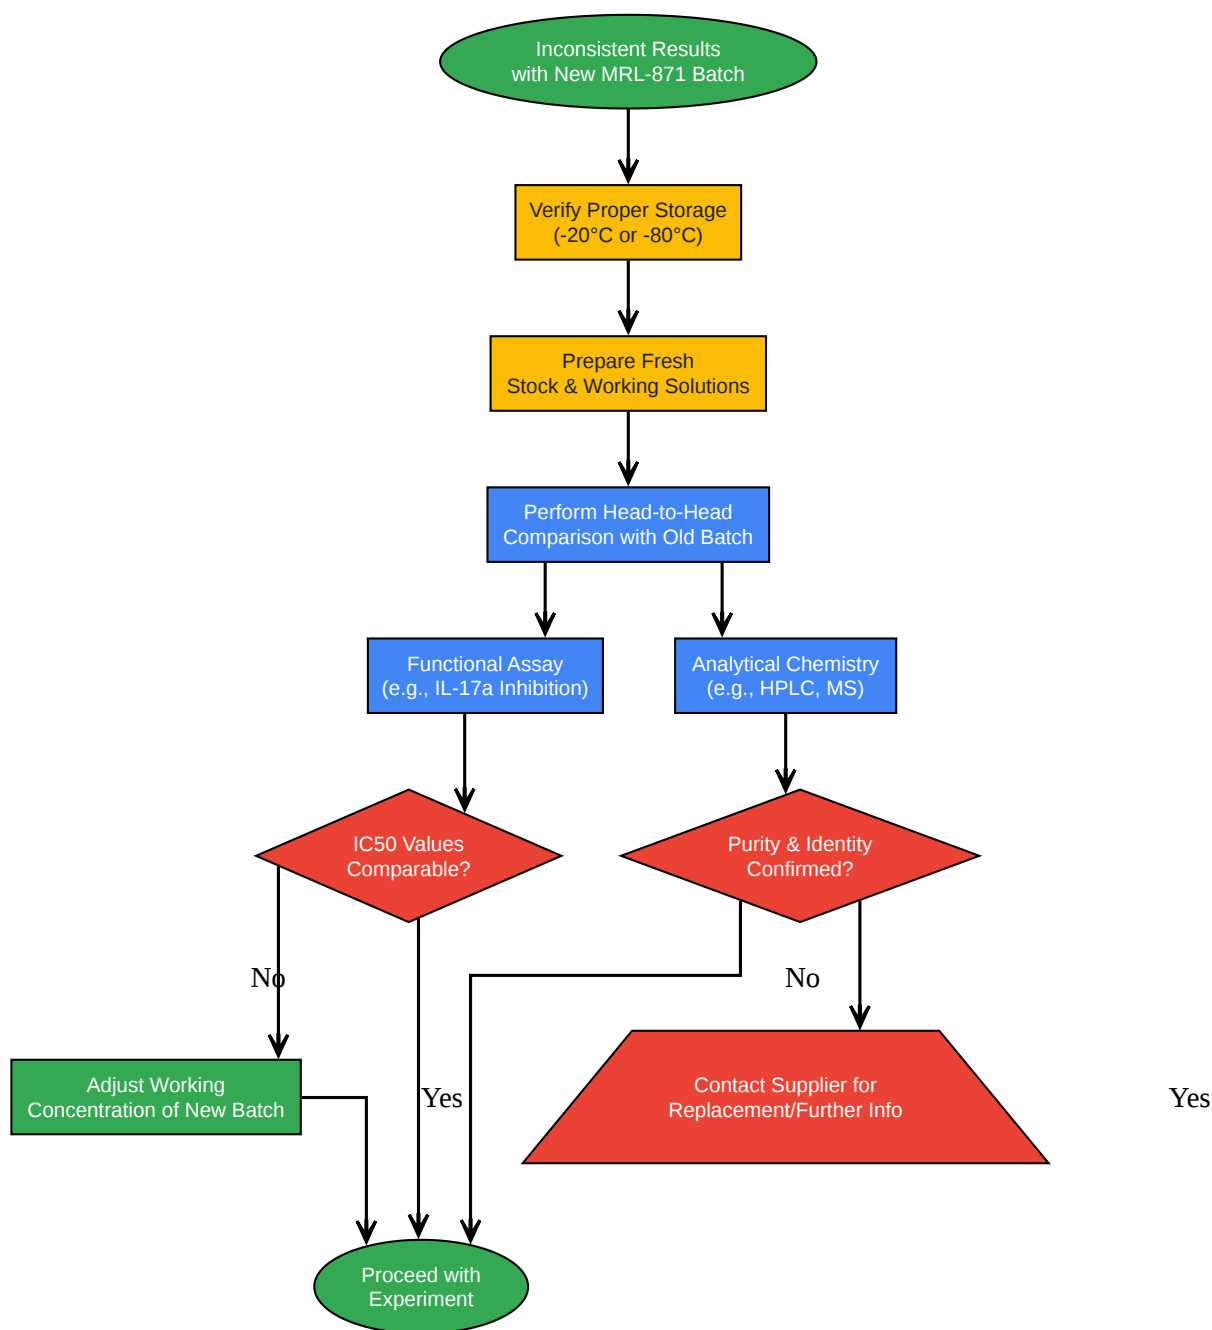 Inconsistent Results
with New MRL-871 Batch
Verify Proper Storage
(-20°C or -80°C)
Prepare Fresh
Stock & Working Solutions
Perform Head-to-Head
Comparison with Old Batch
Functional Assay
(e.g., IL-17a Inhibition)
Analytical Chemistry
(e.g., HPLC, MS)
IC50 Values
Comparable?
Purity & Identity
Confirmed?
No
No
Adjust Working
Concentration of New Batch
Yes
Contact Supplier for
Replacement/Further Info
Yes
Proceed with
Experiment